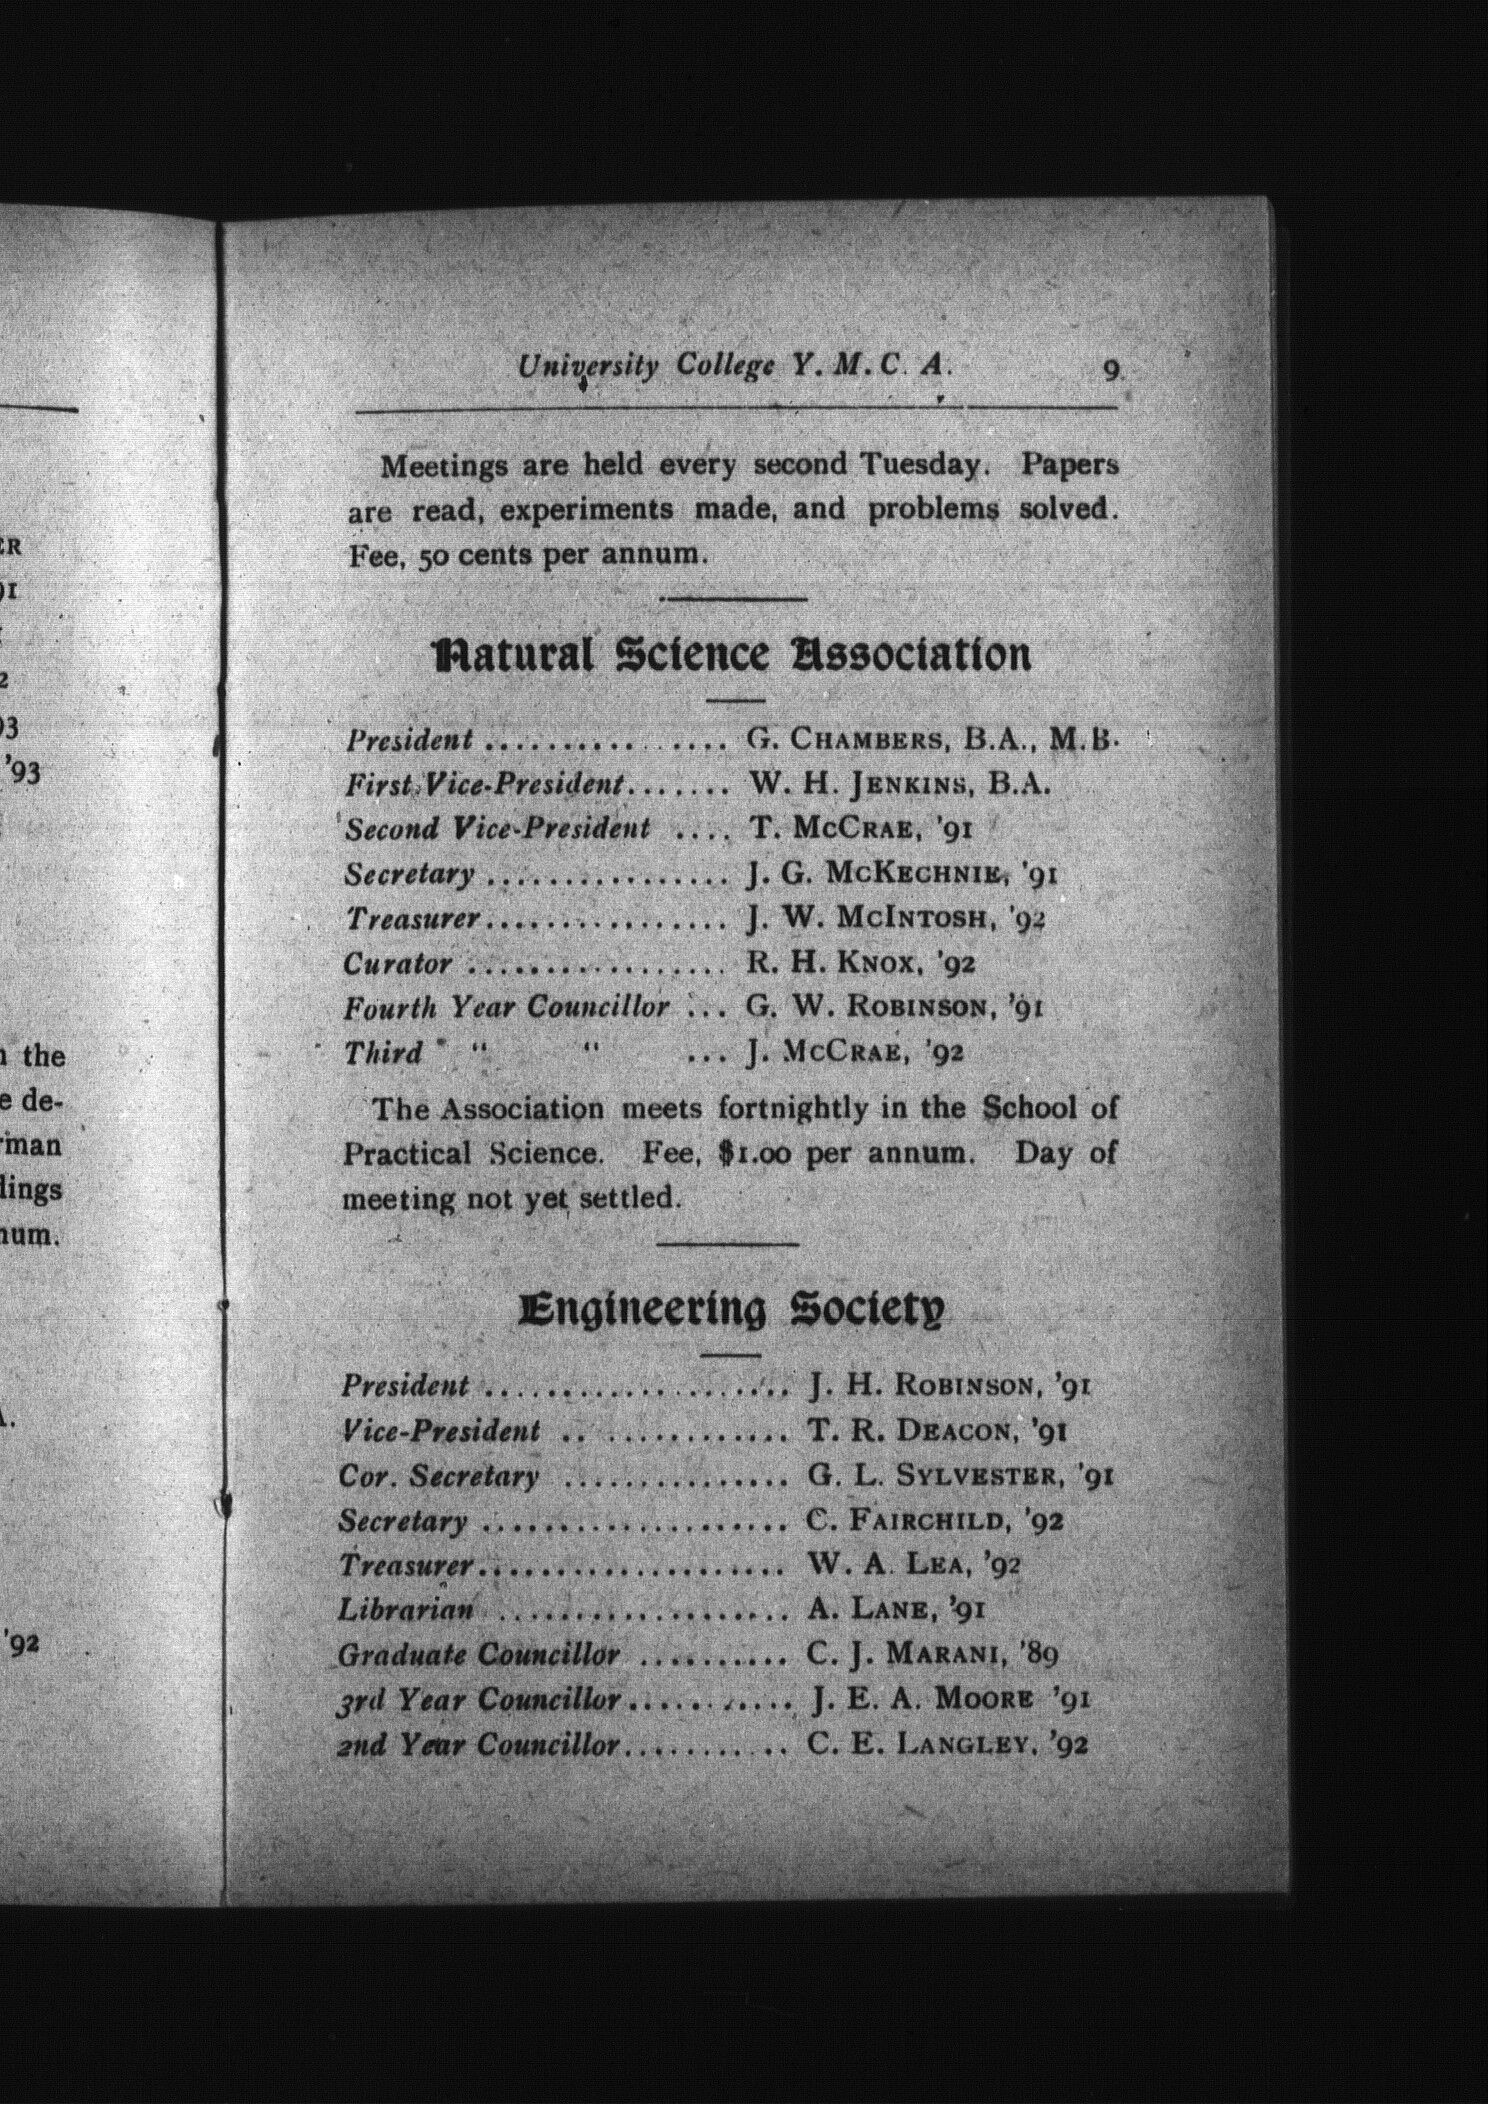 University College Y. M. C. A. 9
Meetings are held every second Tuesday. Papers
are read, experiments made, and problems solved.
Fee, 50 cents per annum.
Natural Science Association
President ................ G. CHAMBERS, B.A., M.B.
First Vice-President....... W. H. JENKINS, B.A.
Second Vice-President .... T. MCCRAE, '91
Secretary ................ J. G. MCKECHNIE, '91
Treasurer................ J. W. MCINTOSH, '92
Curator ................. R. H. KNOX, '92
Fourth Year Councillor ... G. W. ROBINSON, '91
Third " " ... J. MCCRAE, '92
The Association meets fortnightly in the School of
Practical Science. Fee, $1.00 per annum. Day of
meeting not yet settled.
Engineering Society
President .................... J. H. ROBINSON, '91
Vice-President .. ............ T. R. DEACON, '91
Cor. Secretary ............... G. L. SYLVESTER, '91
Secretary .................... C. FAIRCHILD, '92
Treasurer.................... W. A. LEA, '92
Librarian ................... A. LANE, '91
Graduate Councillor .......... C. J. MARANI, '89
3rd Year Councillor........... J. E. A. MOORE '91
2nd Year Councillor........... C. E. LANGLEY, '92
'93
the
de-
'92